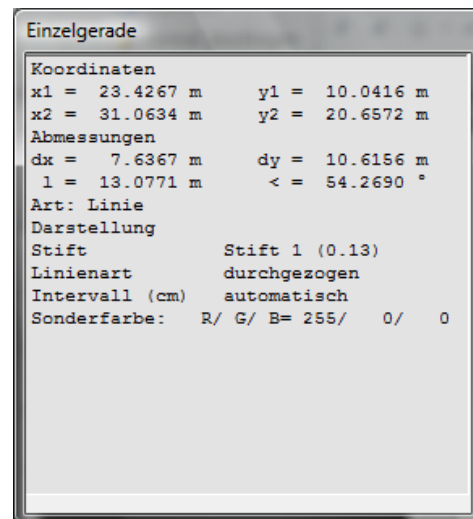 Einzelgerade
Koordinaten
x1 = 23.4267 m y1 = 10.0416 m
x2 = 31.0634 m y2 = 20.6572 m
Abmessungen
dx = 7.6367 m dy = 10.6156 m
l = 13.0771 m < = 54.2690 °
Art: Linie
Darstellung
Stift Stift 1 (0.13)
Linienart durchgezogen
Intervall (cm) automatisch
Sonderfarbe: R/ G/ B= 255/ 0/ 0